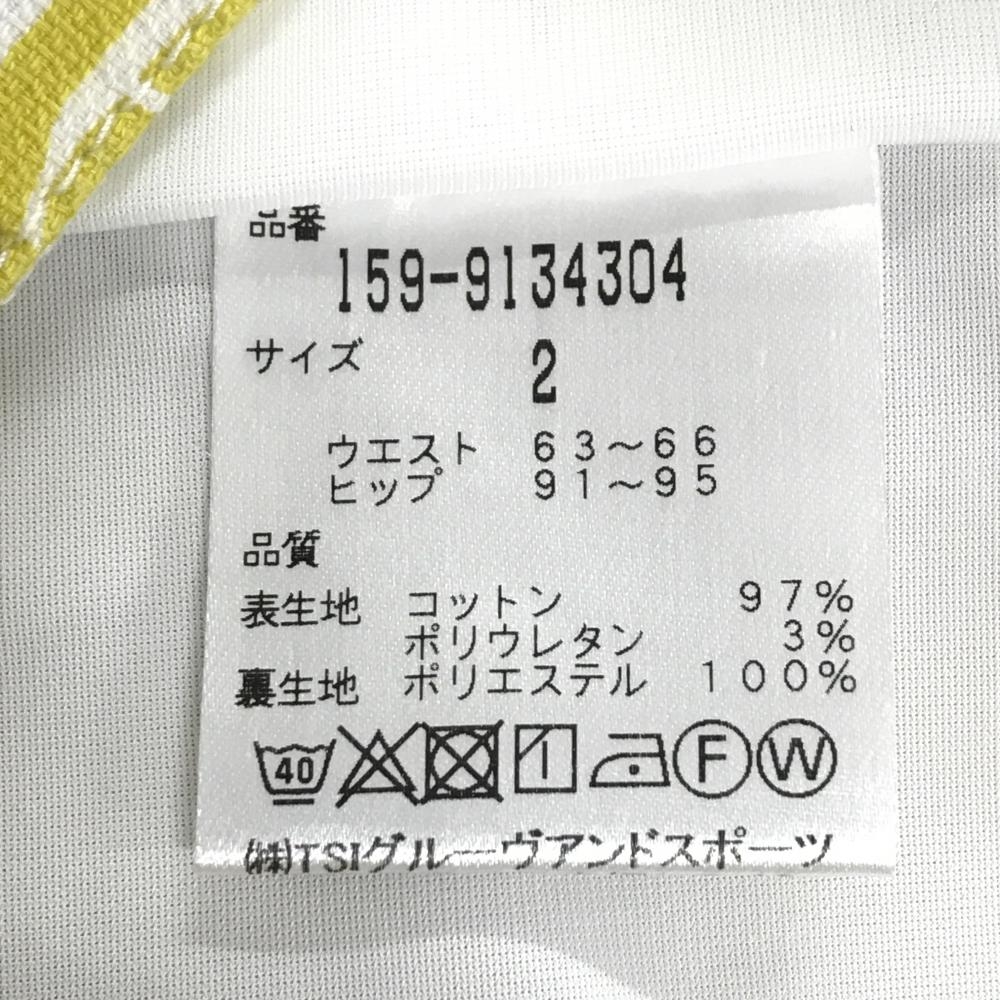 品番
159-9134304
サイズ 2
ウエスト 63～66
ヒップ 91～95
品質
表生地 コットン 97%
ポリウレタン 3%
裏生地 ポリエステル 100%
40 F W
㈱TSIグルーヴアンドスポーツ